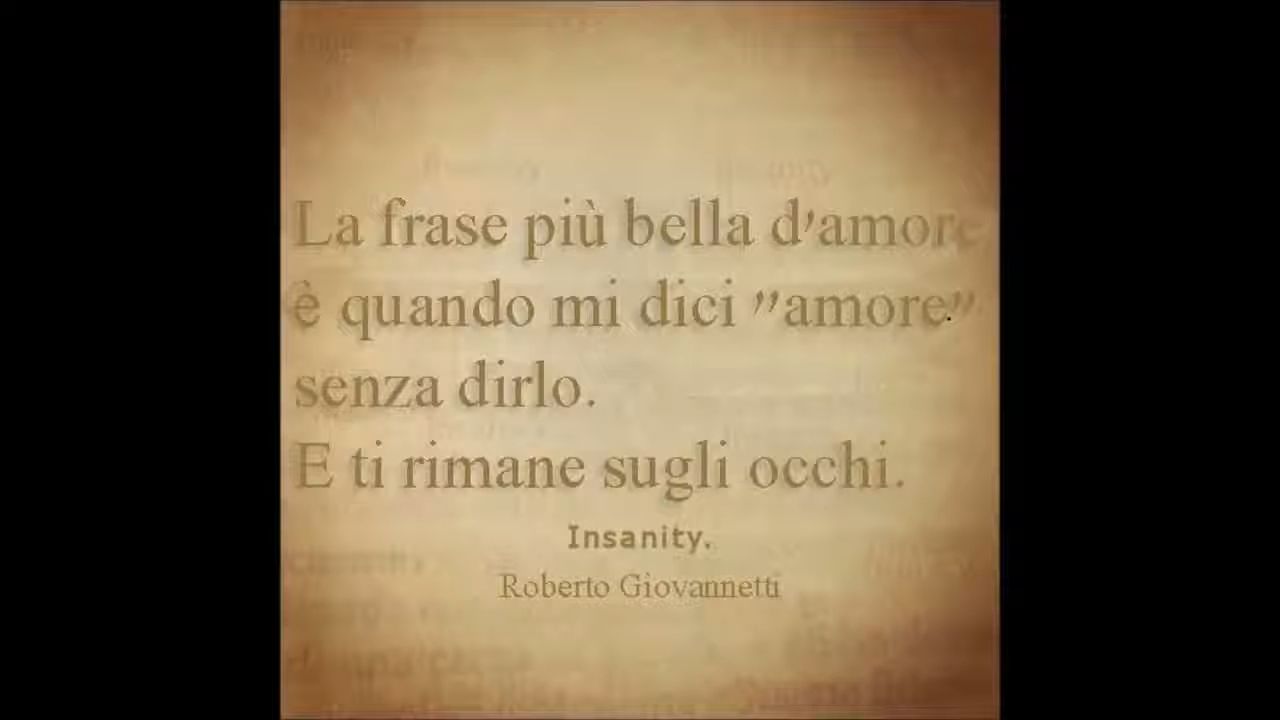 La frase più bella d'amore
è quando mi dici "amore"
senza dirlo.
E ti rimane sugli occhi.
Insanity.
Roberto Giovannetti